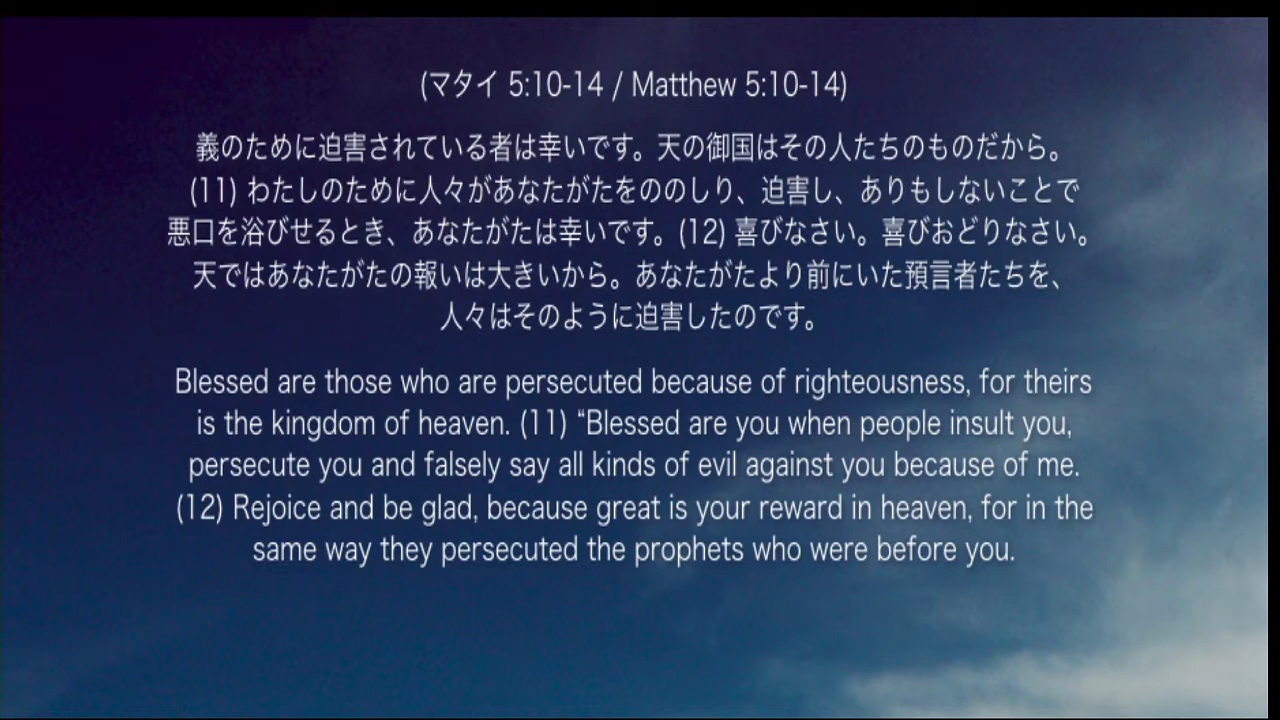 (マタイ 5:10-14 / Matthew 5:10-14)
義のために迫害されている者は幸いです。天の御国はその人たちのものだから。
(11) わたしのために人々があなたがたをののしり、迫害し、ありもしないことで
悪口を浴びせるとき、あなたがたは幸いです。(12) 喜びなさい。喜びおどりなさい。
天ではあなたがたの報いは大きいから。あなたがたより前にいた預言者たちを、
人々はそのように迫害したのです。
Blessed are those who are persecuted because of righteousness, for theirs
is the kingdom of heaven. (11) “Blessed are you when people insult you,
persecute you and falsely say all kinds of evil against you because of me.
(12) Rejoice and be glad, because great is your reward in heaven, for in the
same way they persecuted the prophets who were before you.